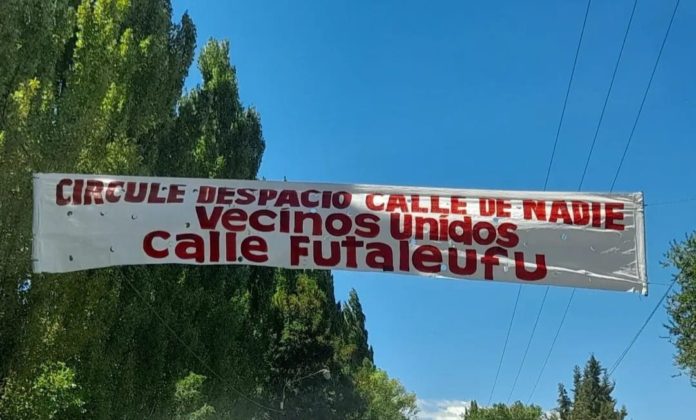 CIRCULE DESPACIO CALLE DE NADIE
Vecinos Unidos
Calle Futaleufu